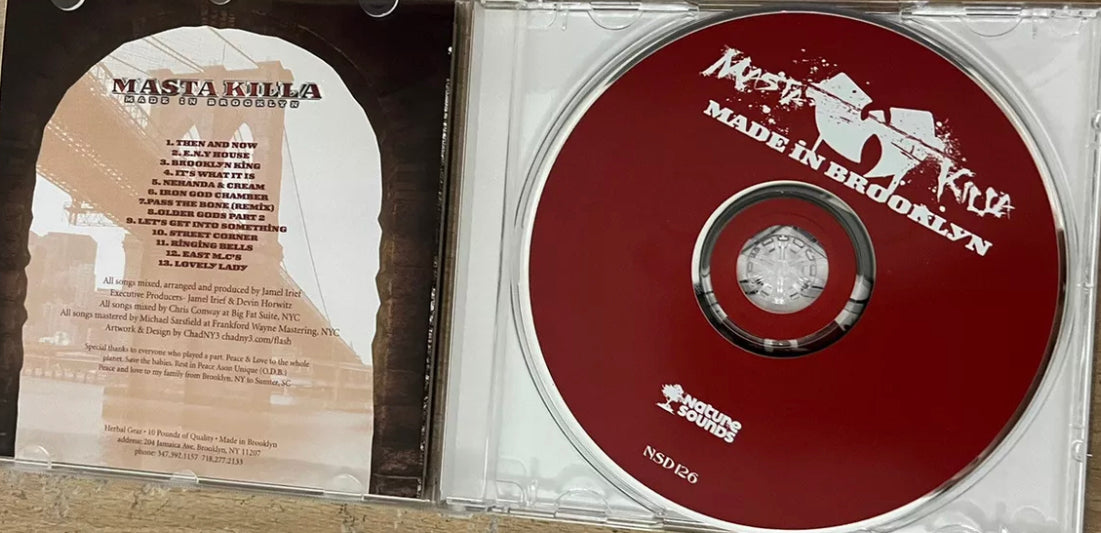 MASTA KILLA
MADE iN BROOKLYN
1. THEN AND NOW
2. E.N.Y HOUSE
3. BROOKLYN KING
4. IT'S WHAT IT IS
5. NEHANDA & CREAM
6. IRON GOD CHAMBER
7.PASS THE BONE (REMIX)
8.OLDER GODS PART 2
9. LET'S GET INTO SOMETHING
10. STREET CORNER
11. RINGING BELLS
12. EAST M.C'S
13. LOVELY LADY
All songs mixed, arranged and produced by Jamel Irief
Executive Producers- Jamel Irief & Devin Horwitz
All songs mixed by Chris Conway at Big Fat Suite, NYC
All songs mastered by Michael Sarsfield at Frankford Wayne Mastering, NYC
Artwork & Design by ChadNY3 chadny3.com/flash
Special thanks to everyone who played a part. Peace & Love to the whole
planet. Save the babies. Rest in Peace Ason Unique (O.D.B.)
Peace and love to my family from Brooklyn, NY to Sumter, SC
Herbal Gear • 10 Poundz of Quality • Made in Brooklyn
address: 204 Jamaica Ave. Brooklyn, NY 11207
phone: 347.392.1157 718.277.2133
MASTA KILLA
MADE iN BROOKLYN
NATURE
SOUNDS
NSD126